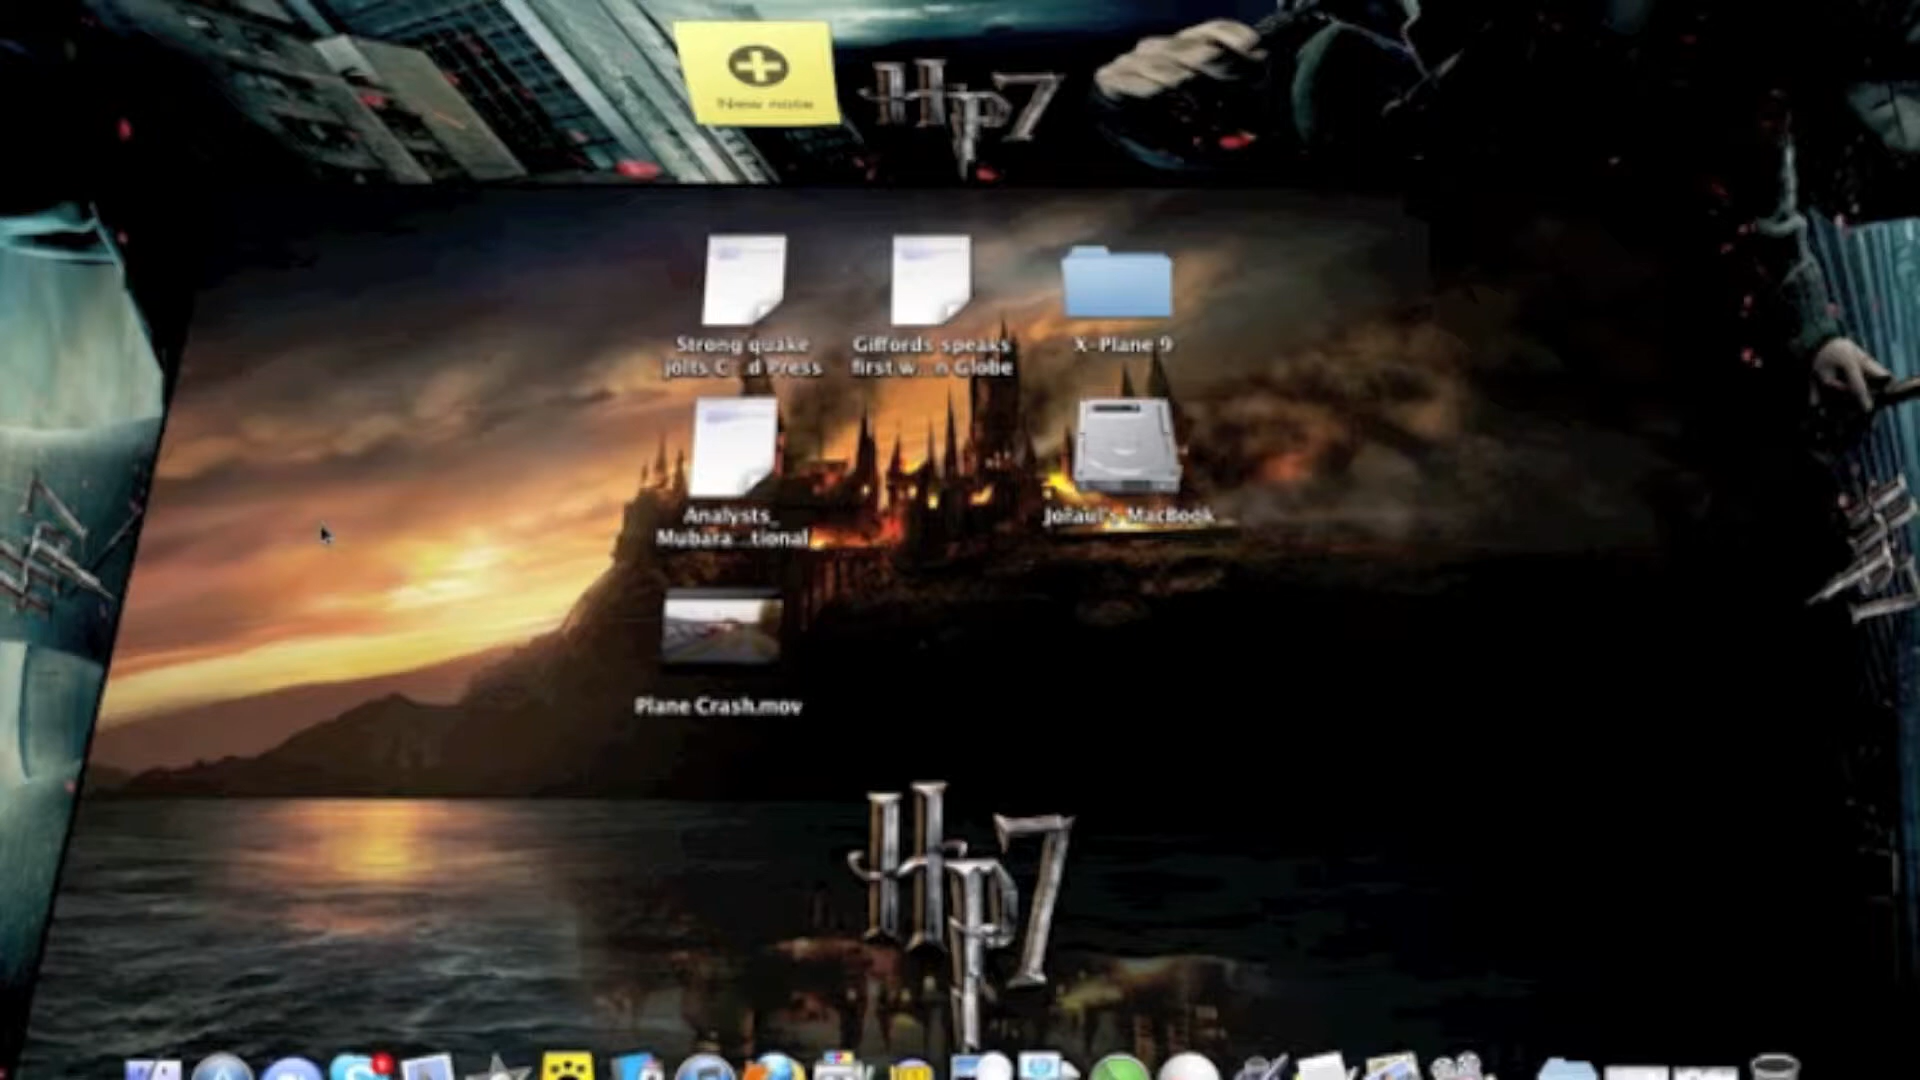 New note
Hp7
Strong quake
jolts C...d Press
Giffords speaks
first w...n Globe
X-Plane 9
Analysts_
Mubara...tional
Joraul's MacBook
Plane Crash.mov
Hp7